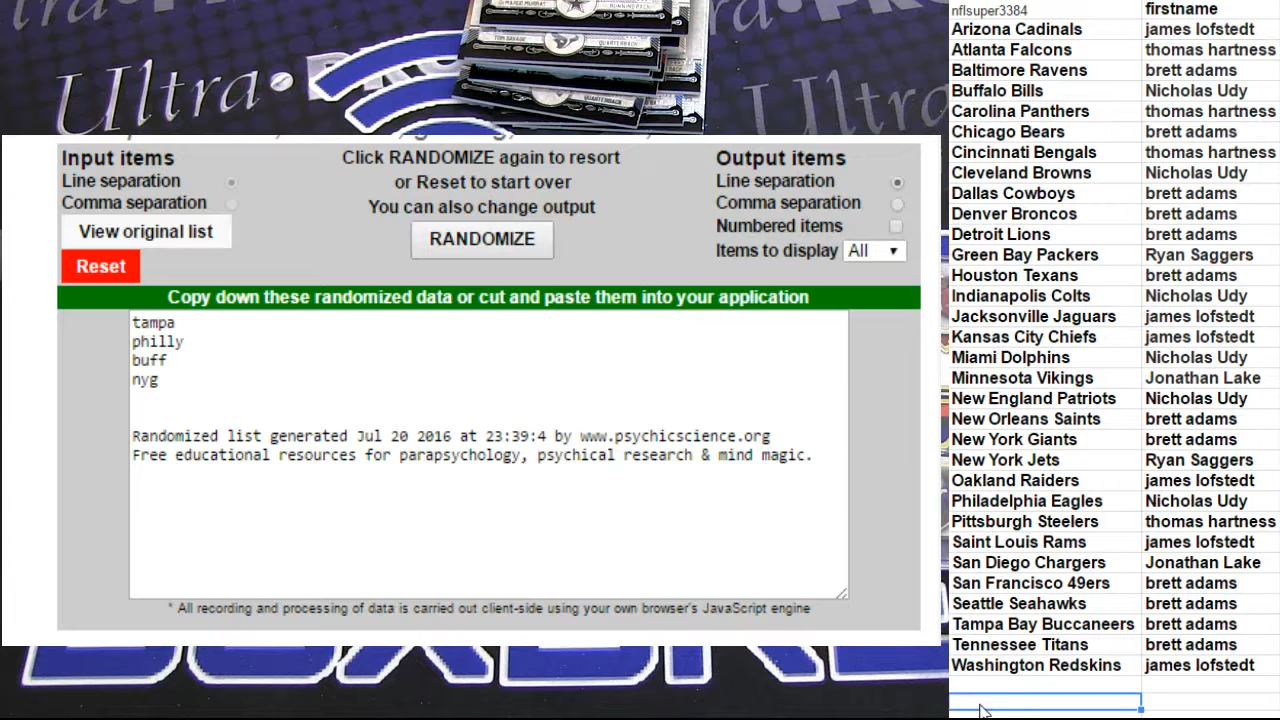 Ultra
DEMARCO MURRAY
RUNNING BACK
TOM SAVAGE
QUARTERBACK
QUARTERBACK
QUARTERBACK
Input items
Line separation
Comma separation
View original list
Reset
Click RANDOMIZE again to resort
or Reset to start over
You can also change output
RANDOMIZE
Output items
Line separation
Comma separation
Numbered items
Items to display All
Copy down these randomized data or cut and paste them into your application
tampa
philly
buff
nyg
Randomized list generated Jul 20 2016 at 23:39:4 by www.psychicscience.org
Free educational resources for parapsychology, psychical research & mind magic.
* All recording and processing of data is carried out client-side using your own browser's JavaScript engine
nflsuper3384 firstname
Arizona Cadinals james lofstedt
Atlanta Falcons thomas hartness
Baltimore Ravens brett adams
Buffalo Bills Nicholas Udy
Carolina Panthers thomas hartness
Chicago Bears brett adams
Cincinnati Bengals thomas hartness
Cleveland Browns Nicholas Udy
Dallas Cowboys brett adams
Denver Broncos brett adams
Detroit Lions brett adams
Green Bay Packers Ryan Saggers
Houston Texans brett adams
Indianapolis Colts Nicholas Udy
Jacksonville Jaguars james lofstedt
Kansas City Chiefs james lofstedt
Miami Dolphins Nicholas Udy
Minnesota Vikings Jonathan Lake
New England Patriots Nicholas Udy
New Orleans Saints brett adams
New York Giants brett adams
New York Jets Ryan Saggers
Oakland Raiders james lofstedt
Philadelphia Eagles Nicholas Udy
Pittsburgh Steelers thomas hartness
Saint Louis Rams james lofstedt
San Diego Chargers Jonathan Lake
San Francisco 49ers brett adams
Seattle Seahawks brett adams
Tampa Bay Buccaneers brett adams
Tennessee Titans brett adams
Washington Redskins james lofstedt